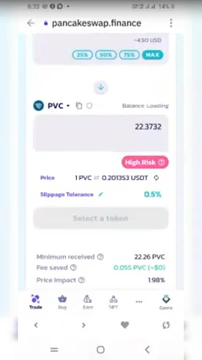 pancakeswap.finance
~4.50 USD
25% 50% 75% MAX
PVC
Balance: Loading
22.3732
High Risk
Price 1 PVC ⇄ 0.201353 USDT
Slippage Tolerance 0.5%
Select a token
Minimum received 22.26 PVC
Fee saved 0.055 PVC (~$0)
Price Impact 1.98%
Trade Buy Earn NFT ... Game